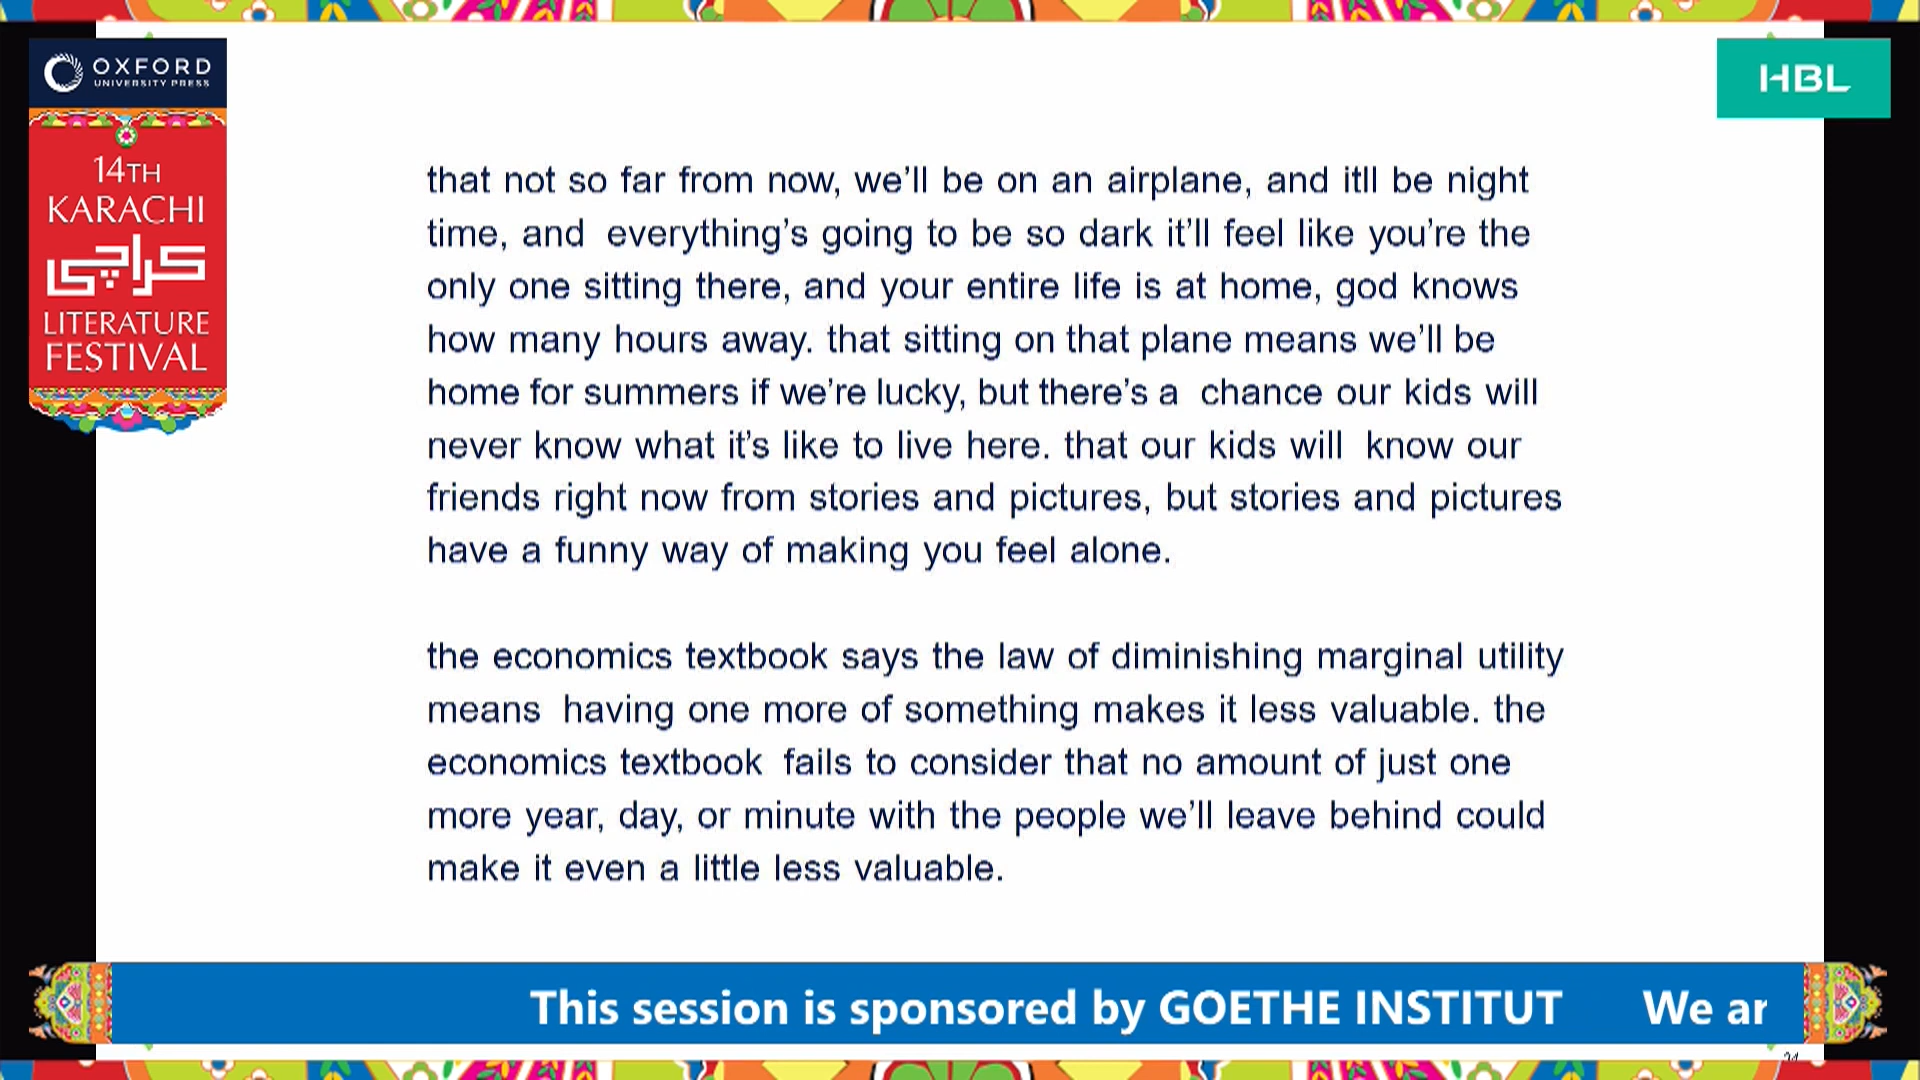 OXFORD
UNIVERSITY PRESS
14TH
KARACHI
کراچی
LITERATURE
FESTIVAL
HBL
that not so far from now, we’ll be on an airplane, and itll be night
time, and everything’s going to be so dark it’ll feel like you’re the
only one sitting there, and your entire life is at home, god knows
how many hours away. that sitting on that plane means we’ll be
home for summers if we’re lucky, but there’s a chance our kids will
never know what it’s like to live here. that our kids will know our
friends right now from stories and pictures, but stories and pictures
have a funny way of making you feel alone.
the economics textbook says the law of diminishing marginal utility
means having one more of something makes it less valuable. the
economics textbook fails to consider that no amount of just one
more year, day, or minute with the people we’ll leave behind could
make it even a little less valuable.
This session is sponsored by GOETHE INSTITUT We ar